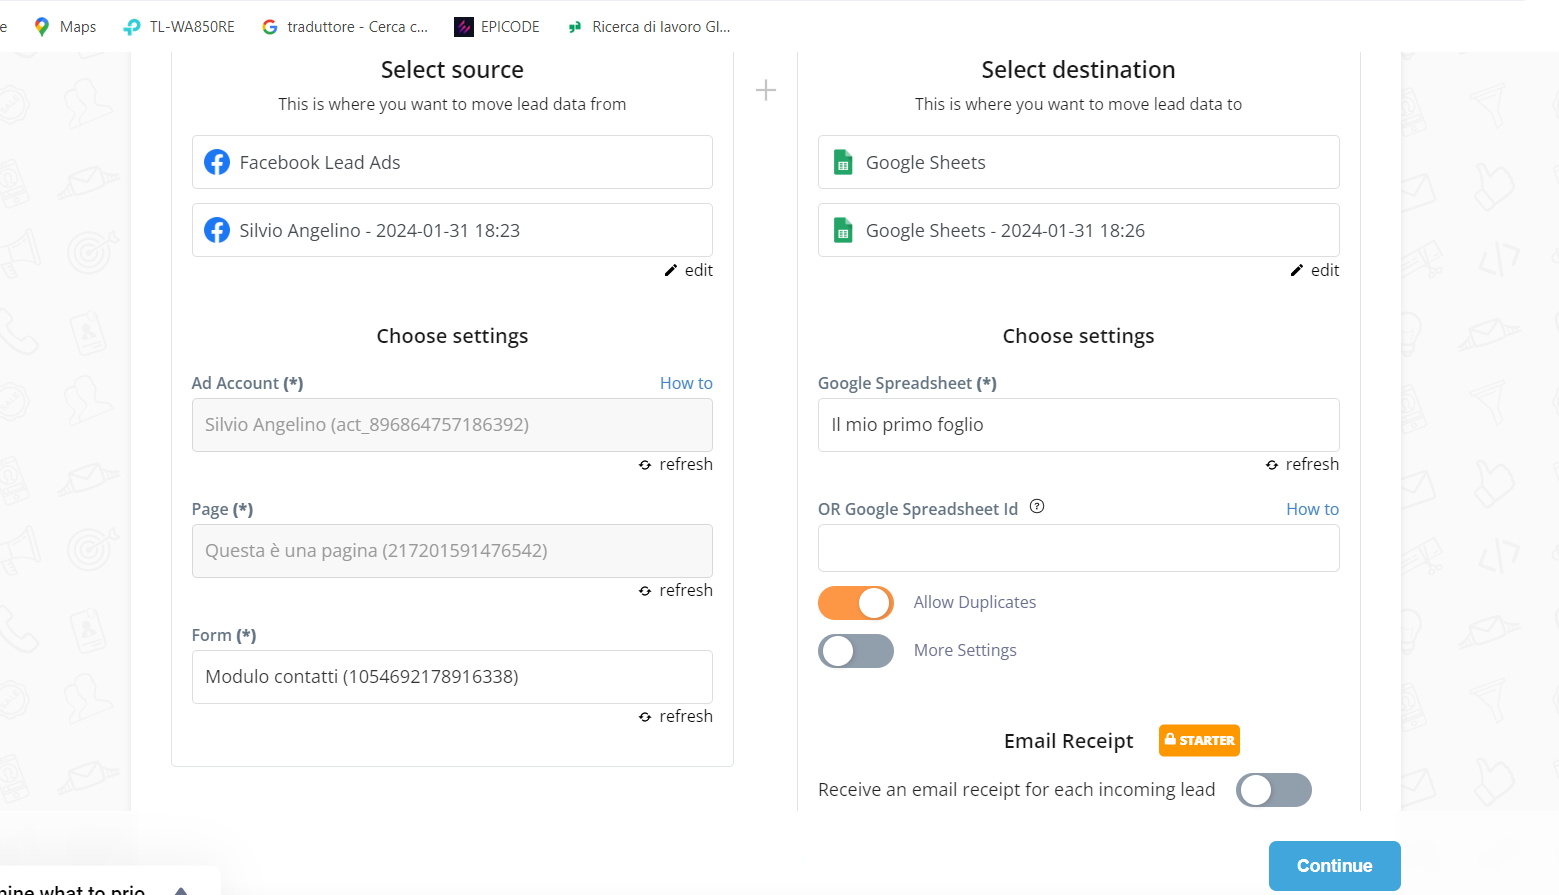 e Maps TL-WA850RE traduttore - Cerca c... EPICODE Ricerca di lavoro Gl...
Select source
This is where you want to move lead data from
Facebook Lead Ads
Silvio Angelino - 2024-01-31 18:23
edit
Choose settings
Ad Account (*) How to
Silvio Angelino (act_896864757186392)
refresh
Page (*)
Questa è una pagina (217201591476542)
refresh
Form (*)
Modulo contatti (1054692178916338)
refresh
Select destination
This is where you want to move lead data to
Google Sheets
Google Sheets - 2024-01-31 18:26
edit
Choose settings
Google Spreadsheet (*)
Il mio primo foglio
refresh
OR Google Spreadsheet Id ? How to
Allow Duplicates
More Settings
Email Receipt STARTER
Receive an email receipt for each incoming lead
Continue
what to prio